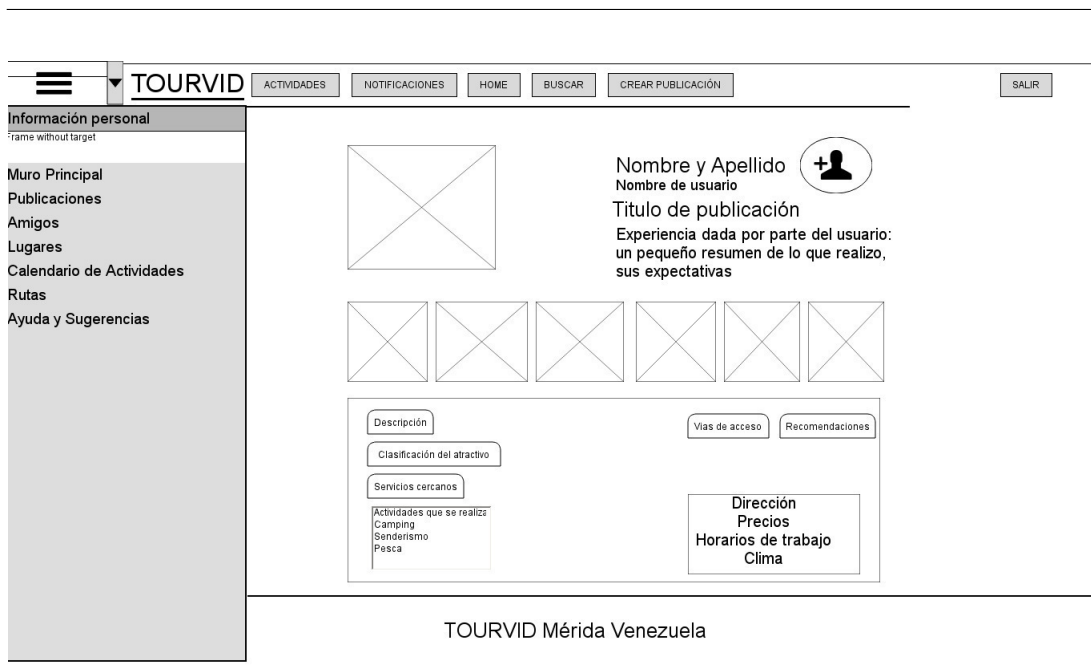 TOURVID
ACTIVIDADES
NOTIFICACIONES
HOME
BUSCAR
CREAR PUBLICACIÓN
SALIR
Información personal
Frame without target
Muro Principal
Publicaciones
Amigos
Lugares
Calendario de Actividades
Rutas
Ayuda y Sugerencias
Nombre y Apellido
Nombre de usuario
Titulo de publicación
Experiencia dada por parte del usuario:
un pequeño resumen de lo que realizo,
sus expectativas
Descripción
Clasificación del atractivo
Servicios cercanos
Actividades que se realiza
Camping
Senderismo
Pesca
Vias de acceso
Recomendaciones
Dirección
Precios
Horarios de trabajo
Clima
TOURVID Mérida Venezuela